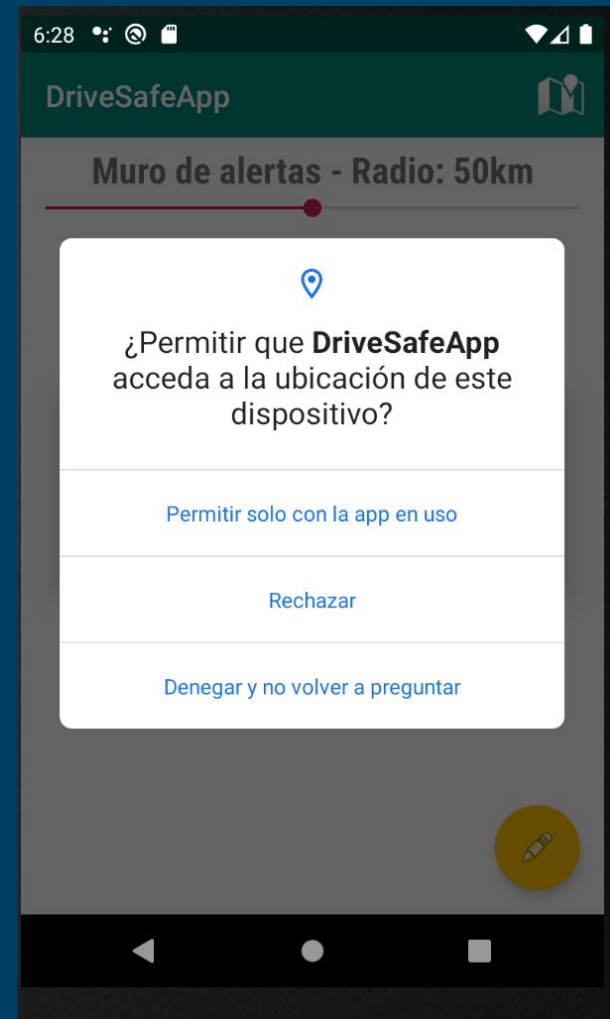 6:28
DriveSafeApp
Muro de alertas - Radio: 50km
¿Permitir que DriveSafeApp
acceda a la ubicación de este
dispositivo?
Permitir solo con la app en uso
Rechazar
Denegar y no volver a preguntar